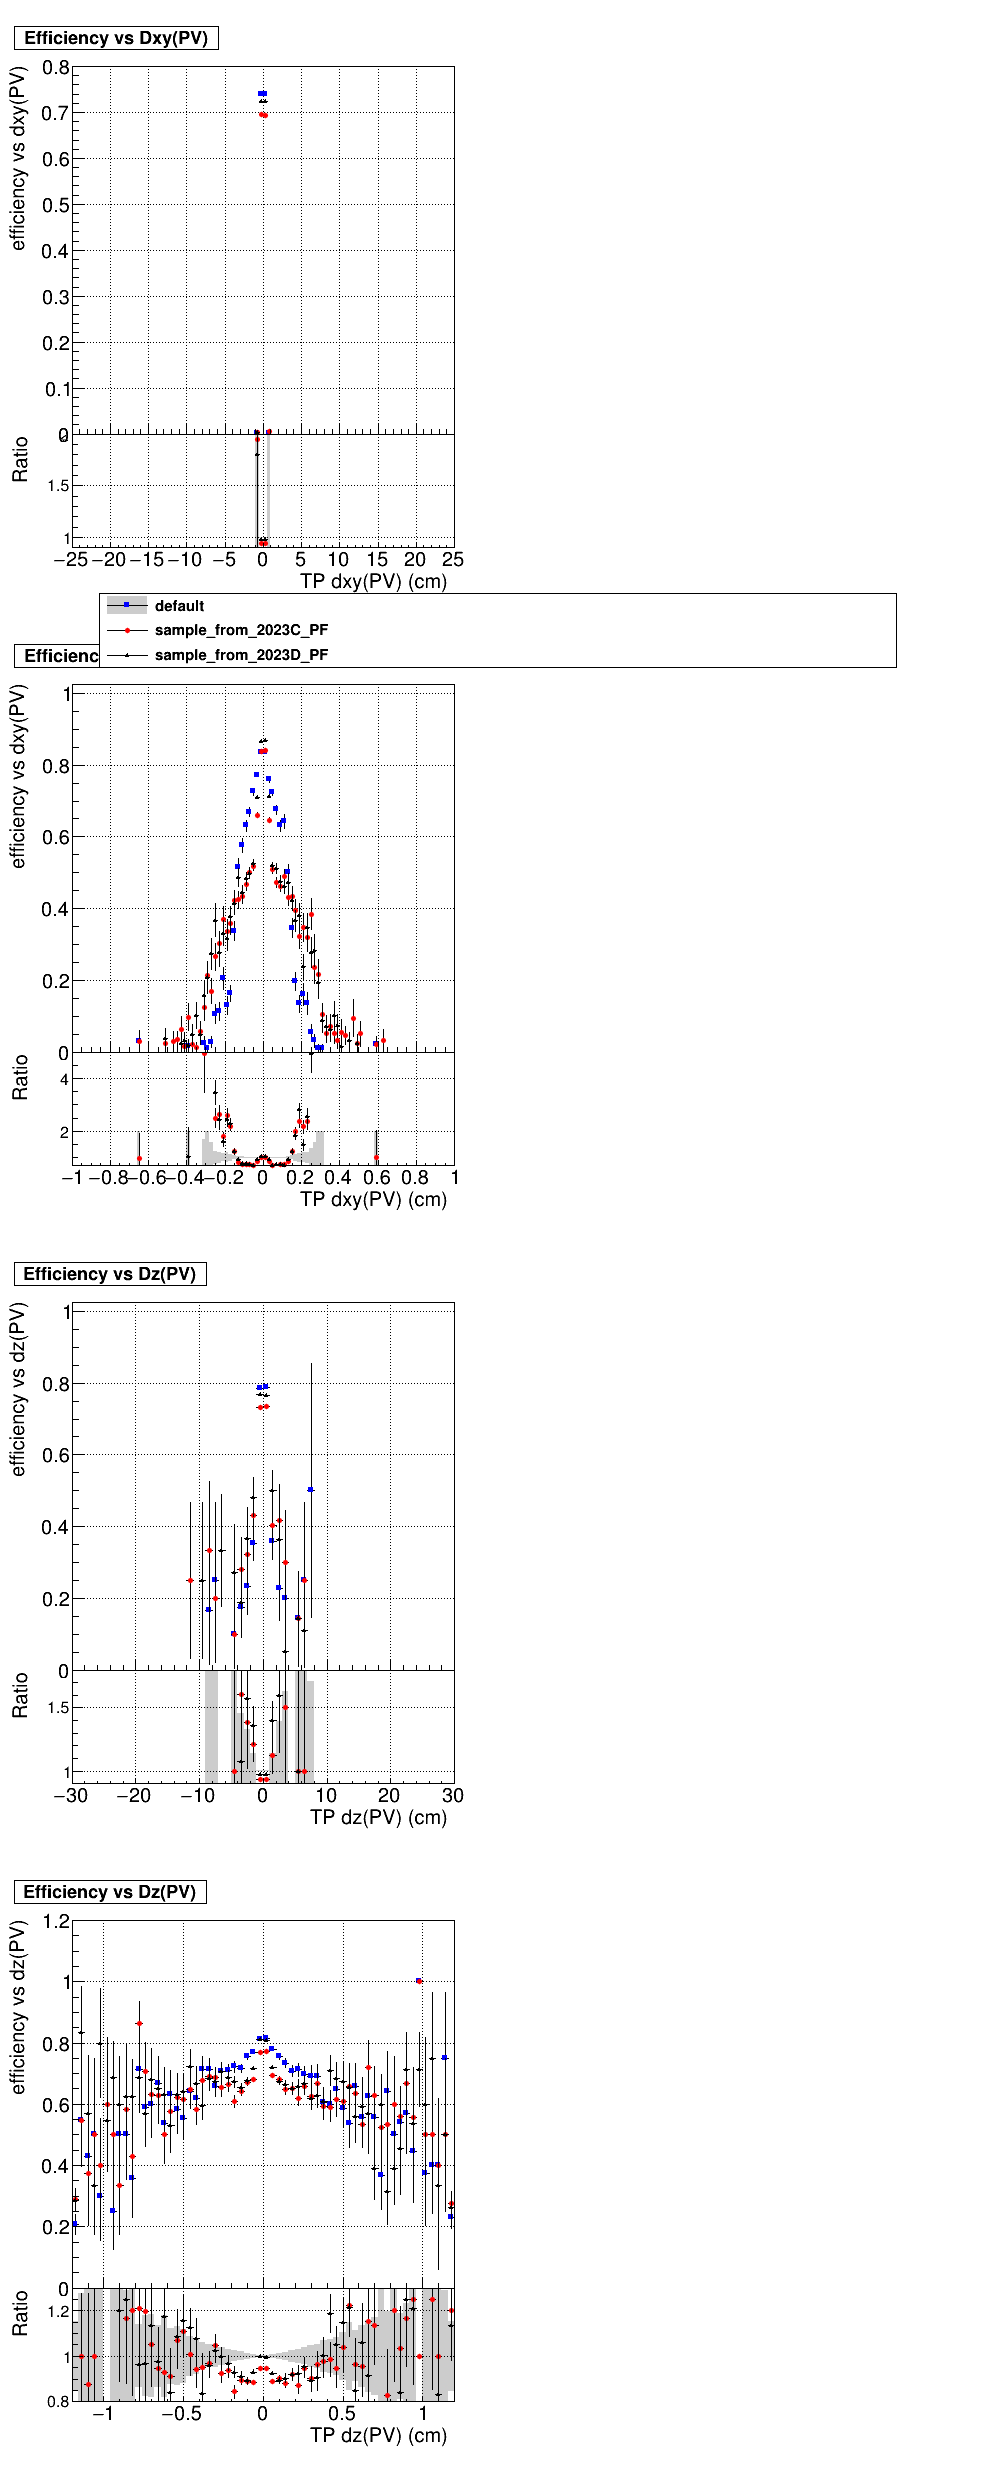 Efficiency vs Dxy(PV)
efficiency vs dxy(PV)
0.8
0.7
0.6
0.5
0.4
0.3
0.2
0.1
0
Ratio
2
1.5
1
−25 −20 −15 −10 −5 0 5 10 15 20 25
TP dxy(PV) (cm)
default
sample_from_2023C_PF
sample_from_2023D_PF
Efficienc
efficiency vs dxy(PV)
1
0.8
0.6
0.4
0.2
0
Ratio
4
2
−1 −0.8 −0.6 −0.4 −0.2 0 0.2 0.4 0.6 0.8 1
TP dxy(PV) (cm)
Efficiency vs Dz(PV)
efficiency vs dz(PV)
1
0.8
0.6
0.4
0.2
0
Ratio
1.5
1
−30 −20 −10 0 10 20 30
TP dz(PV) (cm)
Efficiency vs Dz(PV)
efficiency vs dz(PV)
1.2
1
0.8
0.6
0.4
0.2
0
Ratio
1.2
1
0.8
−1 −0.5 0 0.5 1
TP dz(PV) (cm)